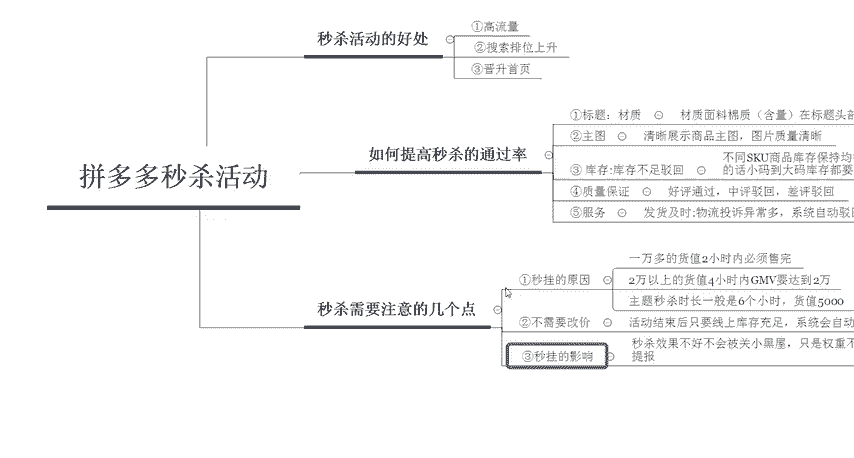 拼多多秒杀活动
秒杀活动的好处
①高流量
②搜索排位上升
③晋升首页
如何提高秒杀的通过率
①标题：材质
材质面料棉质（含量）在标题头部
②主图
清晰展示商品主图，图片质量清晰
③ 库存:库存不足驳回
不同SKU商品库存保持均
的话小码到大码库存都要
④质量保证
好评通过，中评驳回，差评驳回
⑤服务
发货及时:物流投诉异常多，系统自动驳回
秒杀需要注意的几个点
①秒挂的原因
一万多的货值2小时内必须售完
2万以上的货值4小时内GMV要达到2万
主题秒杀时长一般是6个小时，货值5000
②不需要改价
活动结束后只要线上库存充足，系统会自动
③秒挂的影响
秒杀效果不好不会被关小黑屋，只是权重不
提报